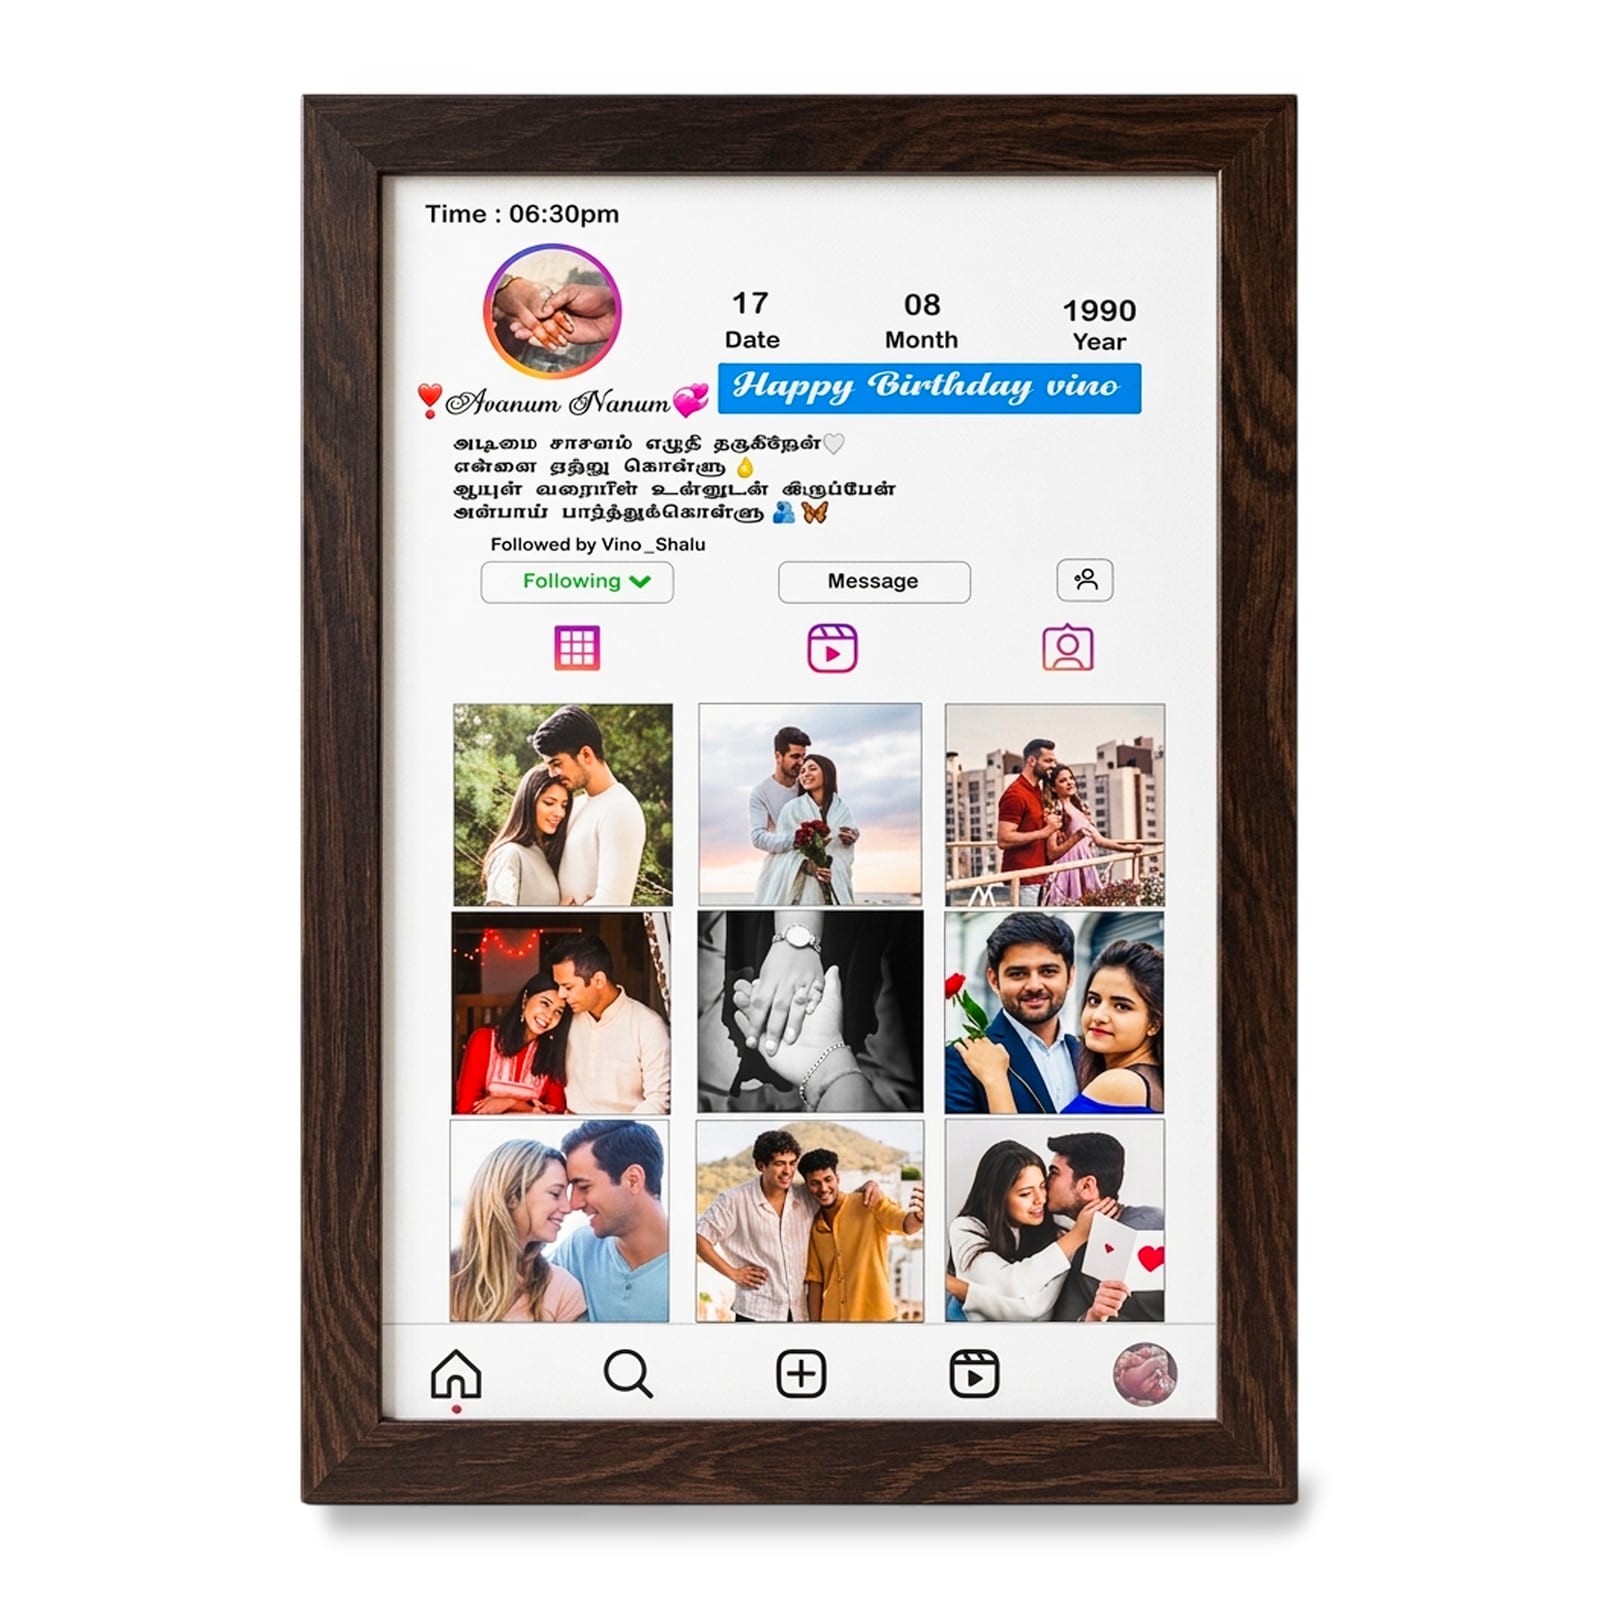 Time : 06:30pm
17 08 1990
Date Month Year
Happy Birthday vino
❣️Avanum Nanum💞
அடிமை சாசனம் எழுதி தருகிறேன்🤍
என்னை ஏற்று கொள்ளு
ஆயுள் உன்னுடன் இருப்பேன்
அன்பாய் பார்த்துக்கொள்ளு 🫂🦋
Followed by Vino_Shalu
Following Message